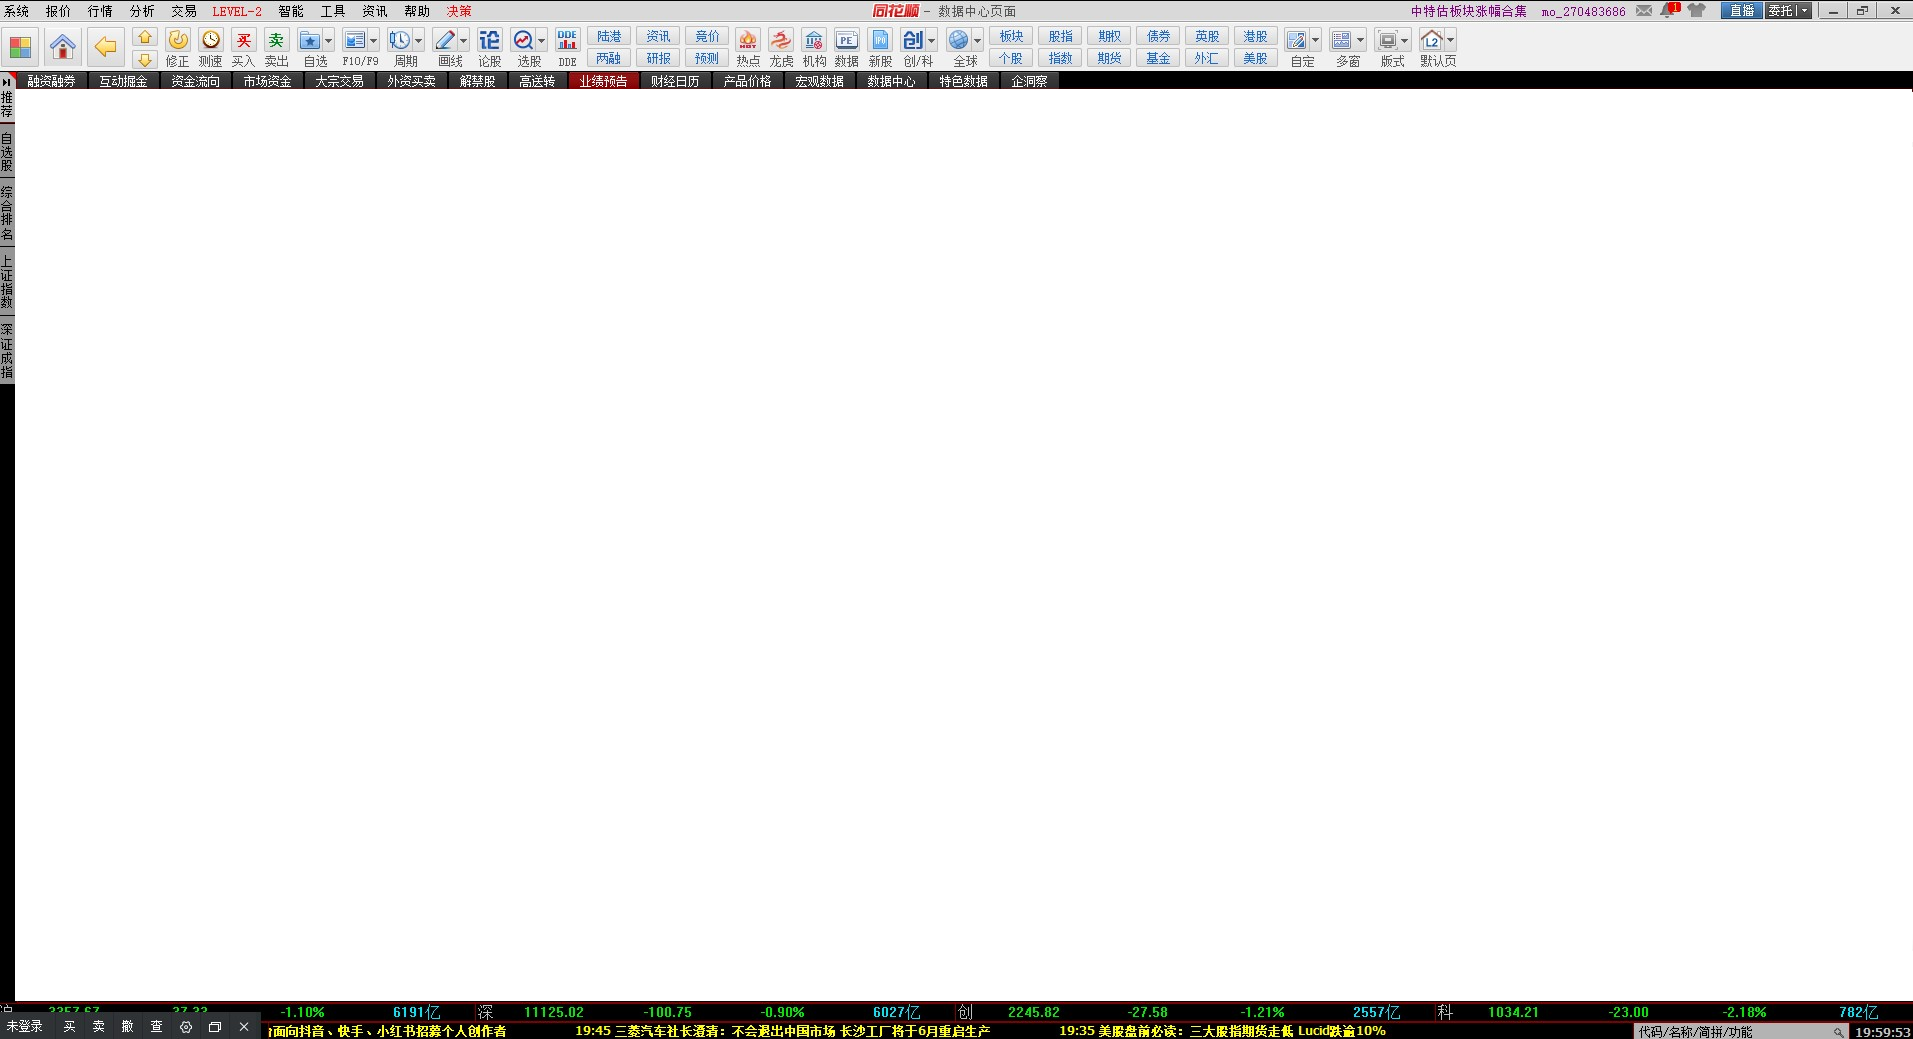 系统 报价 行情 分析 交易 LEVEL-2 智能 工具 资讯 帮助 决策 同花顺 - 数据中心页面 中特估板块涨幅合集 mo_270483686 1 直播 委托
买 卖 论 DDE 陆港 资讯 竞价 HOT PE IPO 创 板块 股指 期权 债券 英股 港股 L2
修正 测速 买入 卖出 自选 F10/F9 周期 画线 论股 选股 DDE 两融 研报 预测 热点 龙虎 机构 数据 新股 创/科 全球 个股 指数 期货 基金 外汇 美股 自定 多窗 版式 默认页
融资融券 互动掘金 资金流向 市场资金 大宗交易 外资买卖 解禁股 高送转 业绩预告 财经日历 产品价格 宏观数据 数据中心 特色数据 企洞察
推荐
自选股
综合排名
上证指数
深证成指
沪 3357.67 -37.33 -1.10% 6191亿 深 11125.02 -100.75 -0.90% 6027亿 创 2245.82 -27.58 -1.21% 2557亿 科 1034.21 -23.00 -2.18% 782亿
未登录 买 卖 撤 查 面向抖音、快手、小红书招募个人创作者 19:45 三菱汽车社长澄清：不会退出中国市场 长沙工厂将于6月重启生产 19:35 美股盘前必读：三大股指期货走低 Lucid跌逾10% 代码/名称/简拼/功能 19:59:53